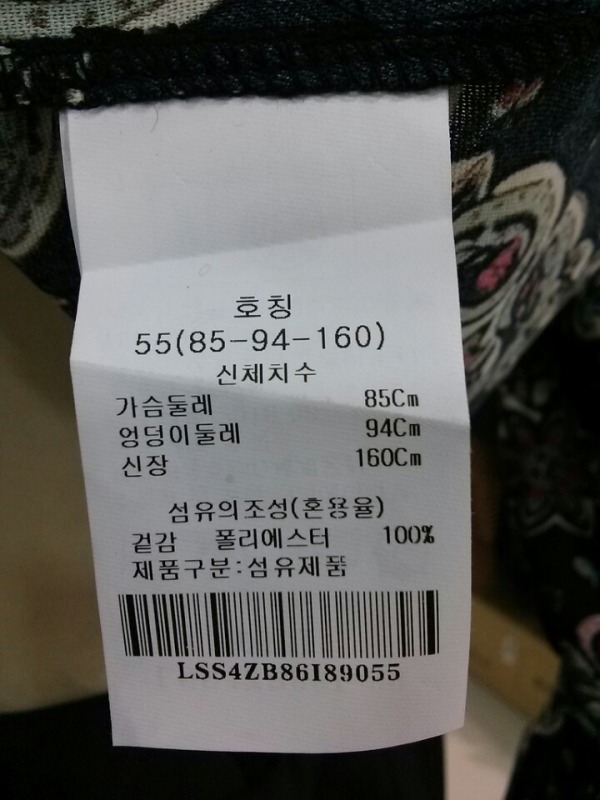 호칭
55(85-94-160)
신체치수
가슴둘레 85Cm
엉덩이둘레 94Cm
신장 160Cm
섬유의조성(혼용율)
겉감 폴리에스터 100%
제품구분:섬유제품
LSS4ZB86I89055